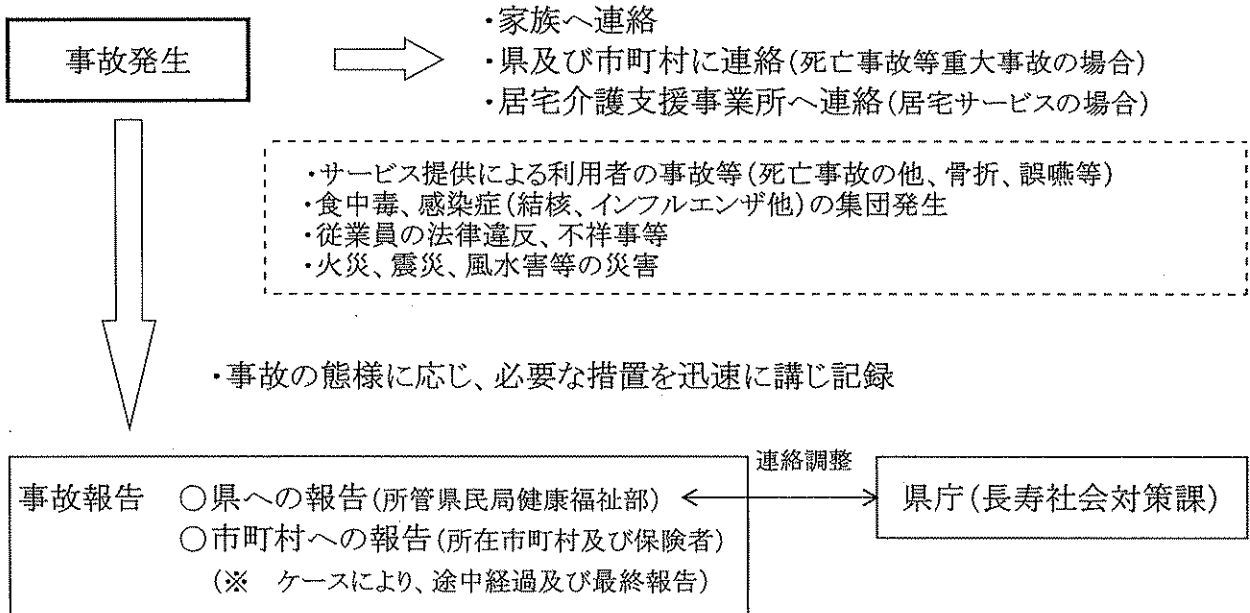 事故発生
・家族へ連絡
・県及び市町村に連絡(死亡事故等重大事故の場合)
・居宅介護支援事業所へ連絡(居宅サービスの場合)
・サービス提供による利用者の事故等(死亡事故の他、骨折、誤嚥等)
・食中毒、感染症(結核、インフルエンザ他)の集団発生
・従業員の法律違反、不祥事等
・火災、震災、風水害等の災害
・事故の態様に応じ、必要な措置を迅速に講じ記録
事故報告 ○県への報告(所管県民局健康福祉部)
○市町村への報告(所在市町村及び保険者)
(※ ケースにより、途中経過及び最終報告)
連絡調整
県庁(長寿社会対策課)